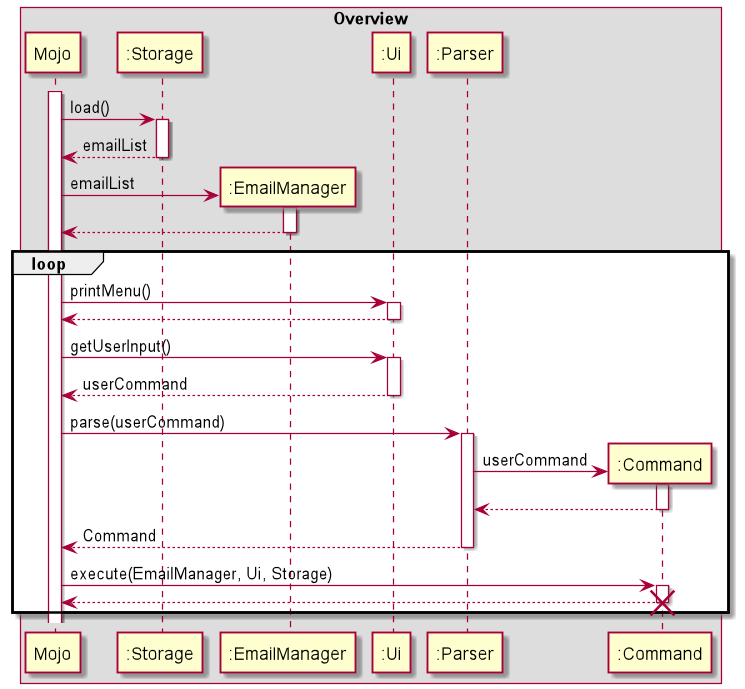 Overview
Mojo
:Storage
:Ui
:Parser
load()
emailList
emailList
:EmailManager
loop
printMenu()
getUserInput()
userCommand
parse(userCommand)
userCommand
:Command
Command
execute(EmailManager, Ui, Storage)
Mojo
:Storage
:EmailManager
:Ui
:Parser
:Command